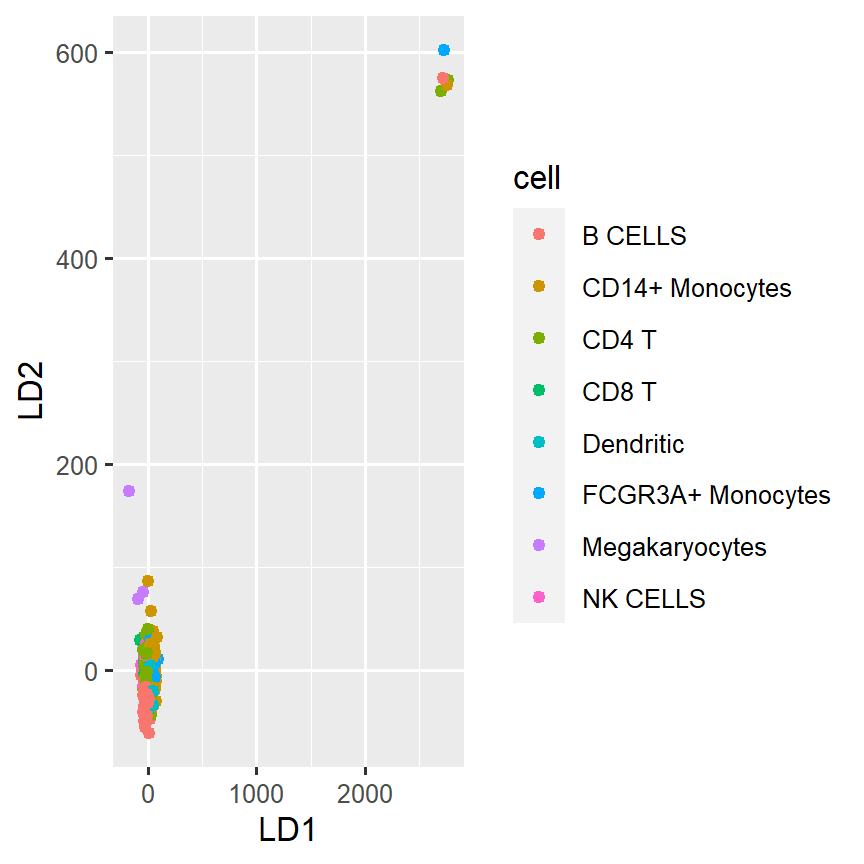 600
400
200
0
LD2
0 1000 2000
LD1
cell
B CELLS
CD14+ Monocytes
CD4 T
CD8 T
Dendritic
FCGR3A+ Monocytes
Megakaryocytes
NK CELLS